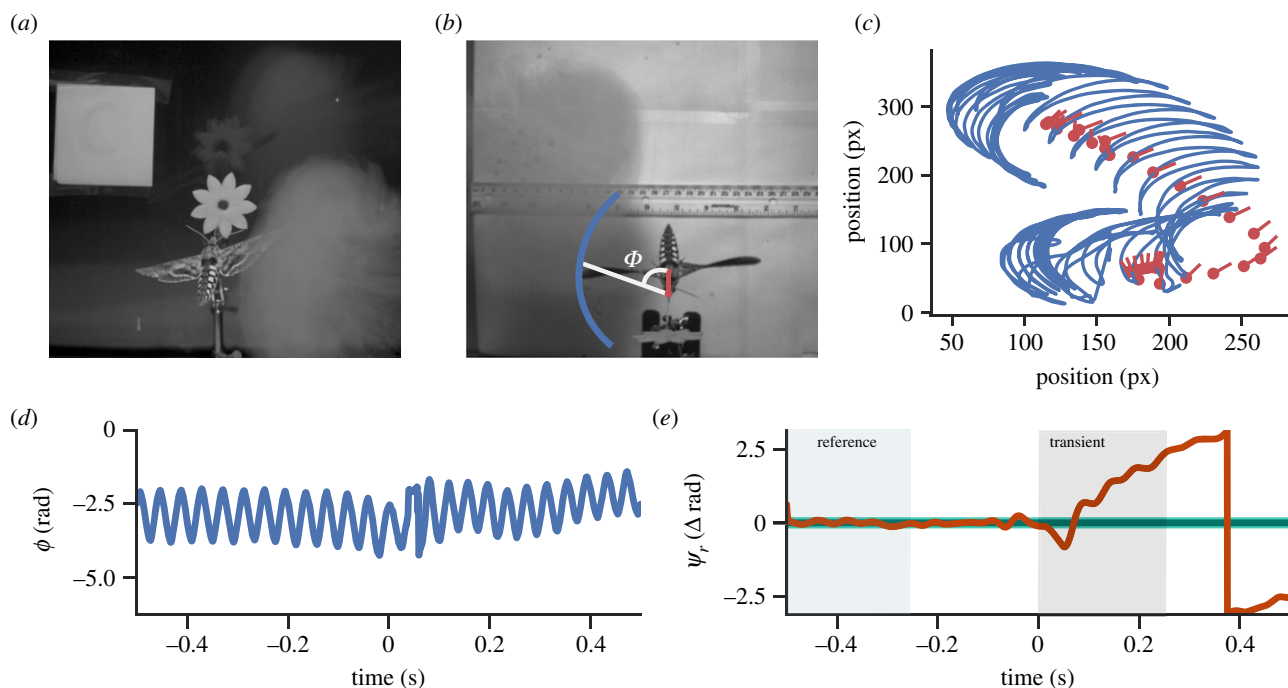 (a)
(b)
Φ
(c)
position (px)
300
200
100
0
50
100
150
200
250
position (px)
(d)
ϕ (rad)
0
–2.5
–5.0
–0.4
–0.2
0
0.2
0.4
time (s)
(e)
reference
transient
ψr (Δ rad)
2.5
0
–2.5
–0.4
–0.2
0
0.2
0.4
time (s)